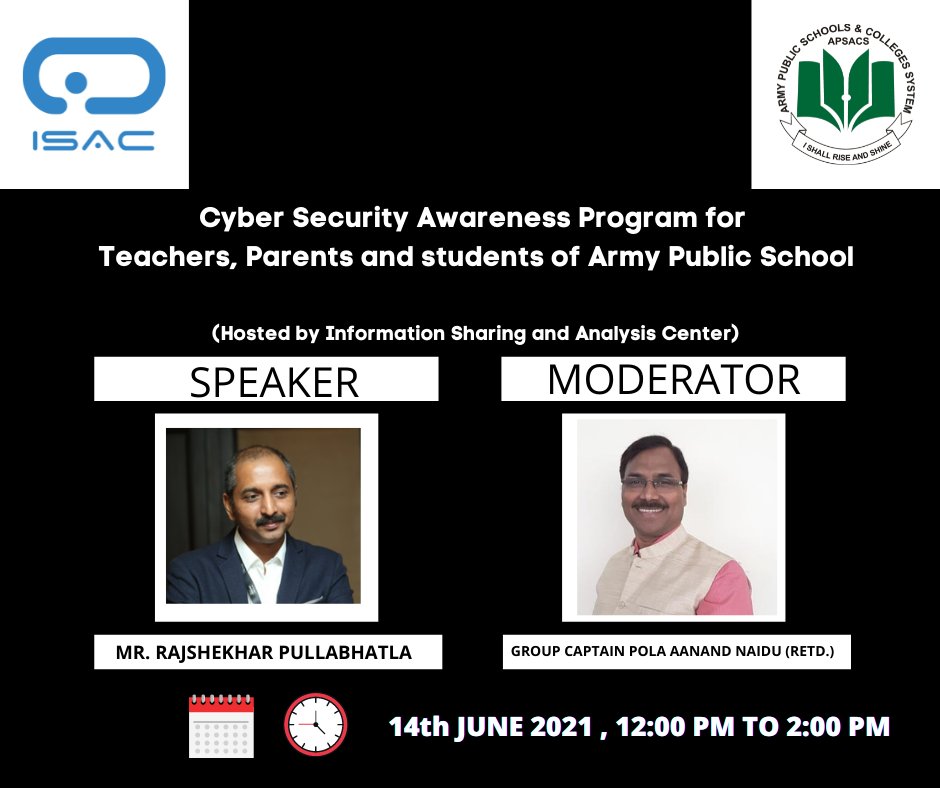 ISAC
ARMY PUBLIC SCHOOLS & COLLEGES SYSTEM
APSACS
I SHALL RISE AND SHINE
Cyber Security Awareness Program for
Teachers, Parents and students of Army Public School
(Hosted by Information Sharing and Analysis Center)
SPEAKER
MODERATOR
MR. RAJSHEKHAR PULLABHATLA
GROUP CAPTAIN POLA AANAND NAIDU (RETD.)
14th JUNE 2021 , 12:00 PM TO 2:00 PM